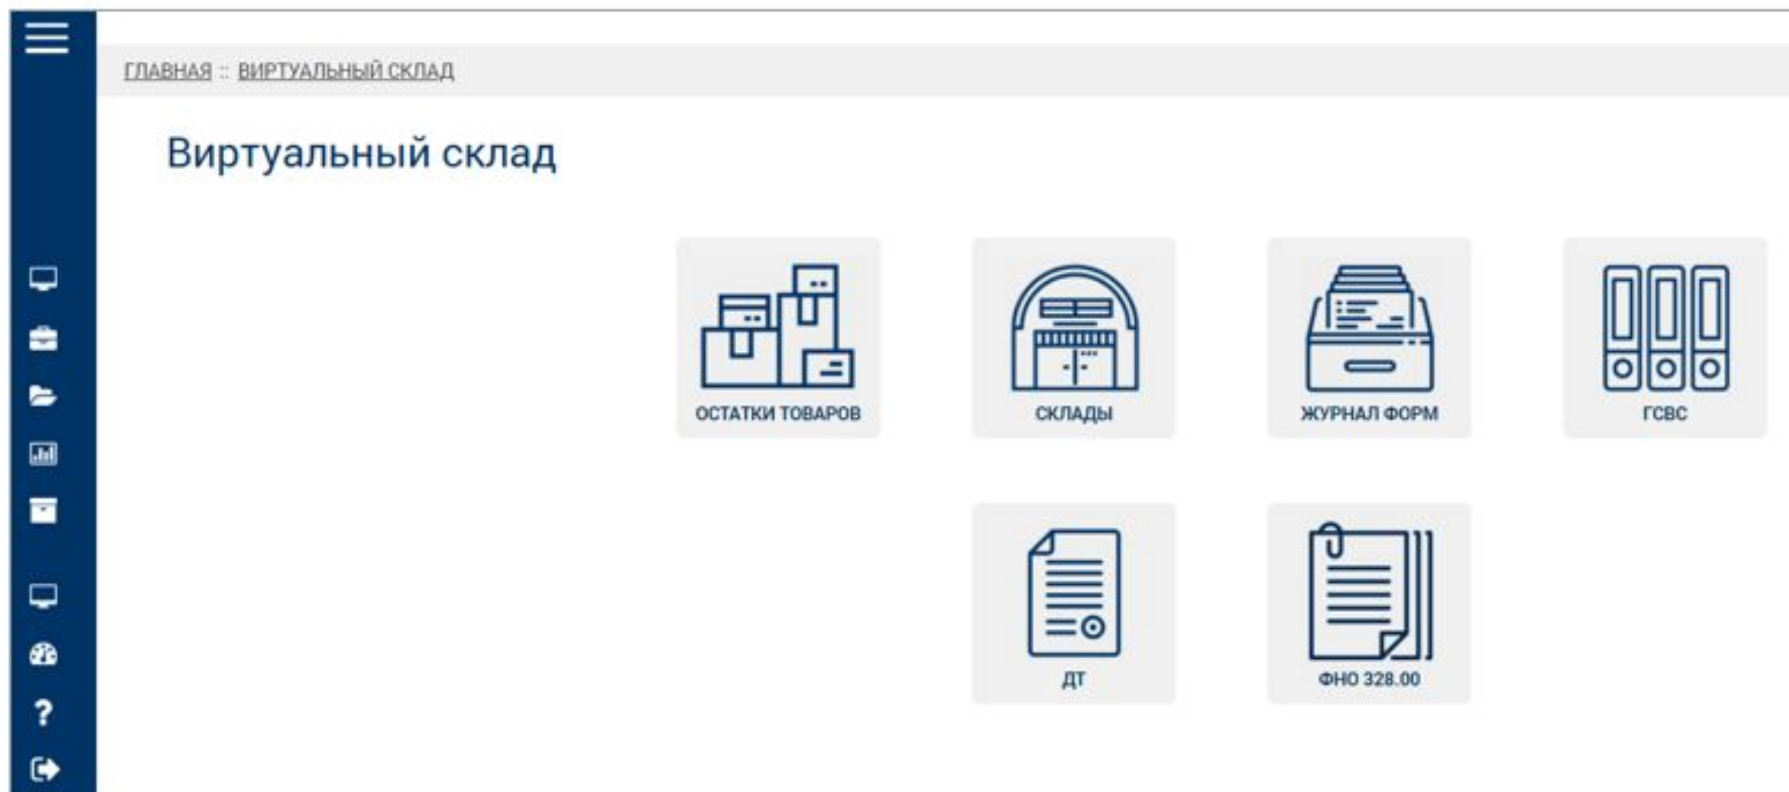 ГЛАВНАЯ :: ВИРТУАЛЬНЫЙ СКЛАД
Виртуальный склад
ОСТАТКИ ТОВАРОВ
СКЛАДЫ
ЖУРНАЛ ФОРМ
ГСВС
ДТ
ФНО 328.00
?